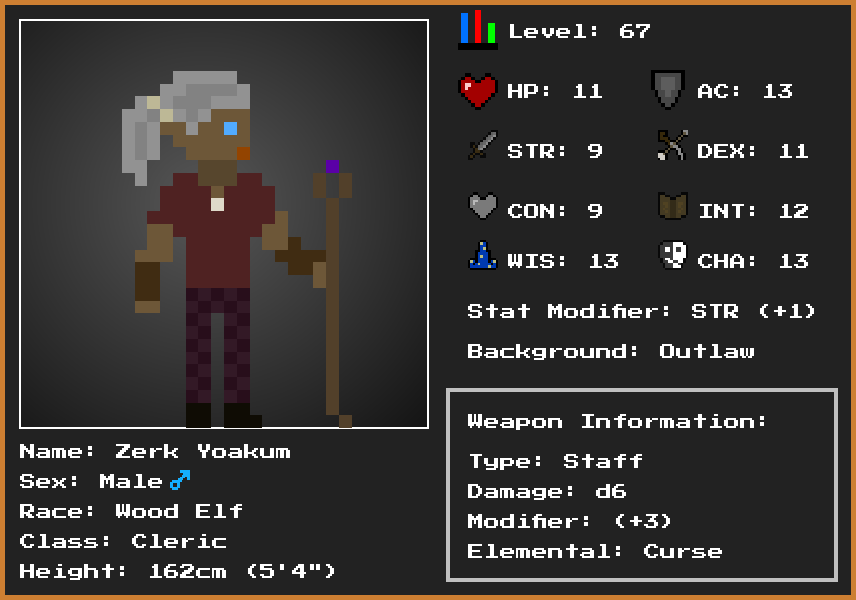 Level: 67
HP: 11
AC: 13
STR: 9
DEX: 11
CON: 9
INT: 12
WIS: 13
CHA: 13
Stat Modifier: STR (+1)
Background: Outlaw
Weapon Information:
Type: Staff
Damage: d6
Modifier: (+3)
Elemental: Curse
Name: Zerk Yoakum
Sex: Male♂
Race: Wood Elf
Class: Cleric
Height: 162cm (5'4")